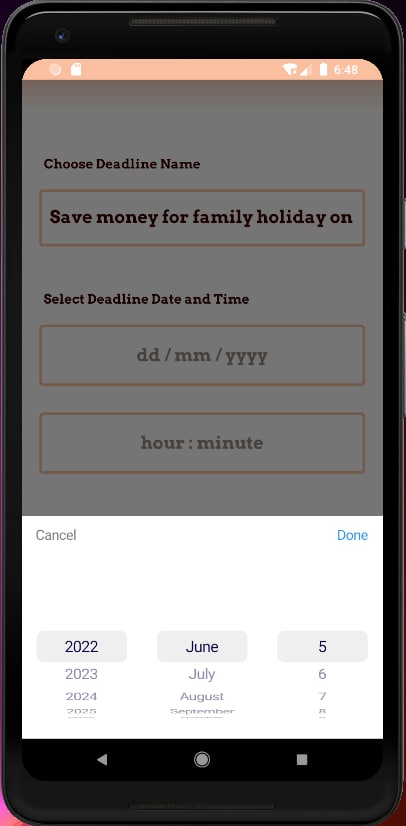 6:48
Choose Deadline Name
Save money for family holiday on
Select Deadline Date and Time
dd / mm / yyyy
hour : minute
Cancel Done
2022 June 5
2023 July 6
2024 August 7
2025 September 8